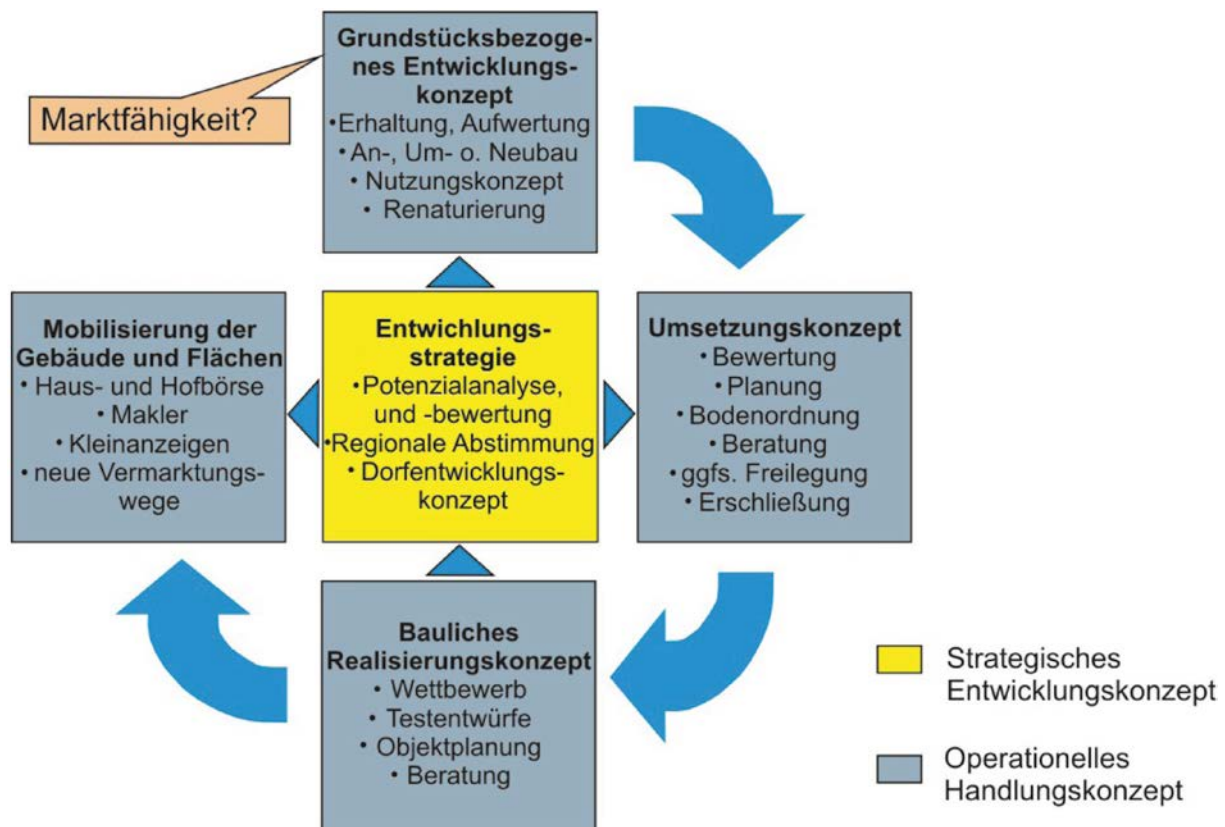 Grundstücksbezoge-
nes Entwicklungs-
konzept
• Erhaltung, Aufwertung
• An-, Um- o. Neubau
• Nutzungskonzept
• Renaturierung
Marktfähigkeit?
Mobilisierung der
Gebäude und Flächen
• Haus- und Hofbörse
• Makler
• Kleinanzeigen
• neue Vermarktungs-
wege
Entwichlungs-
strategie
• Potenzialanalyse,
und -bewertung
• Regionale Abstimmung
• Dorfentwicklungs-
konzept
Umsetzungskonzept
• Bewertung
• Planung
• Bodenordnung
• Beratung
• ggfs. Freilegung
• Erschließung
Bauliches
Realisierungskonzept
• Wettbewerb
• Testentwürfe
• Objektplanung
• Beratung
Strategisches
Entwicklungskonzept
Operationelles
Handlungskonzept